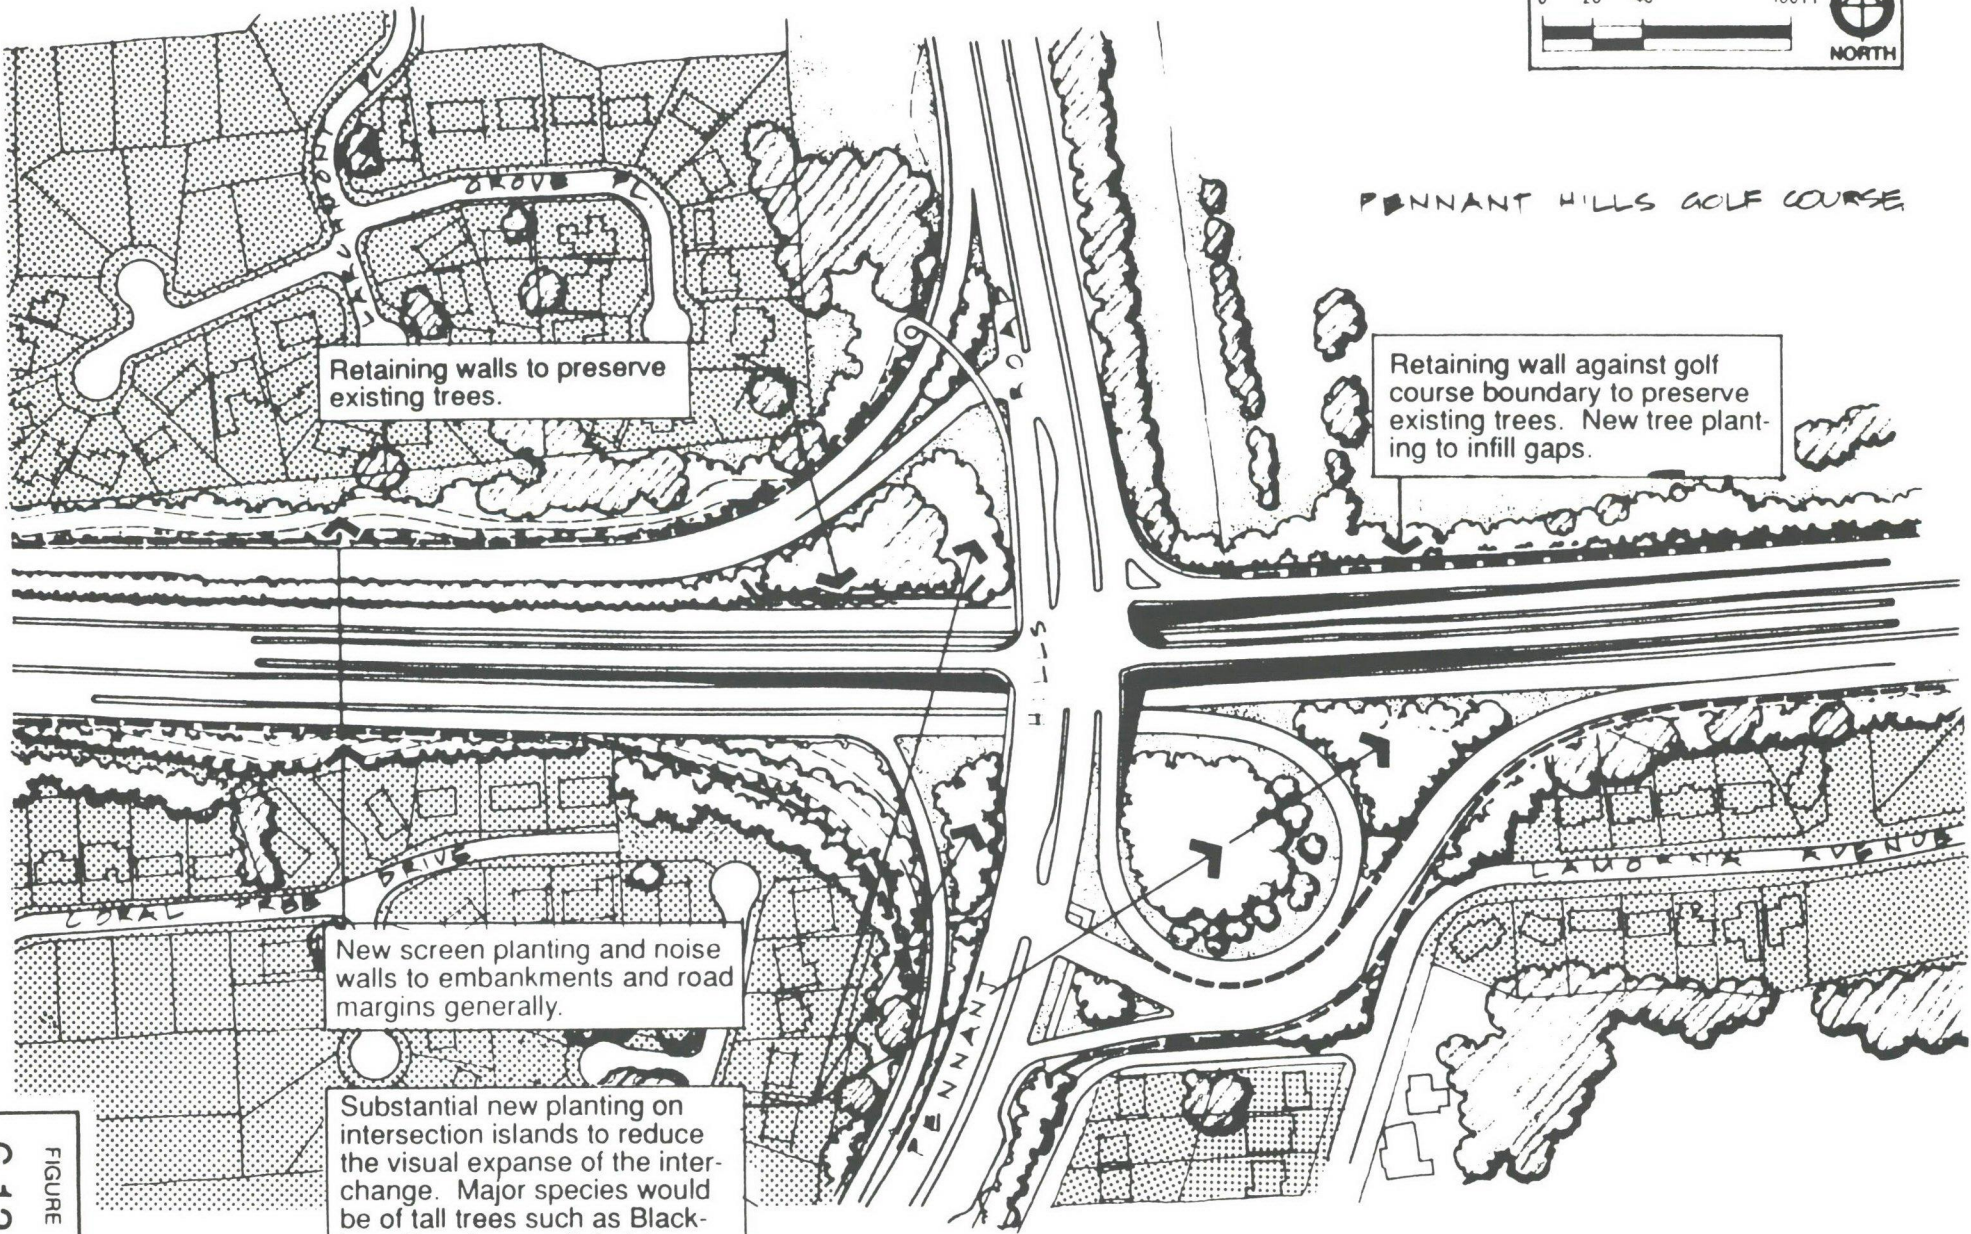 NORTH
PENNANT HILLS GOLF COURSE
GROVE PL
Retaining walls to preserve
existing trees.
Retaining wall against golf
course boundary to preserve
existing trees. New tree plant-
ing to infill gaps.
HILLS
LAMORNA AVENUE
CORAL TREE DRIVE
New screen planting and noise
walls to embankments and road
margins generally.
PENNANT
PENNANT
Substantial new planting on
intersection islands to reduce
the visual expanse of the inter-
change. Major species would
be of tall trees such as Black-
FIGURE